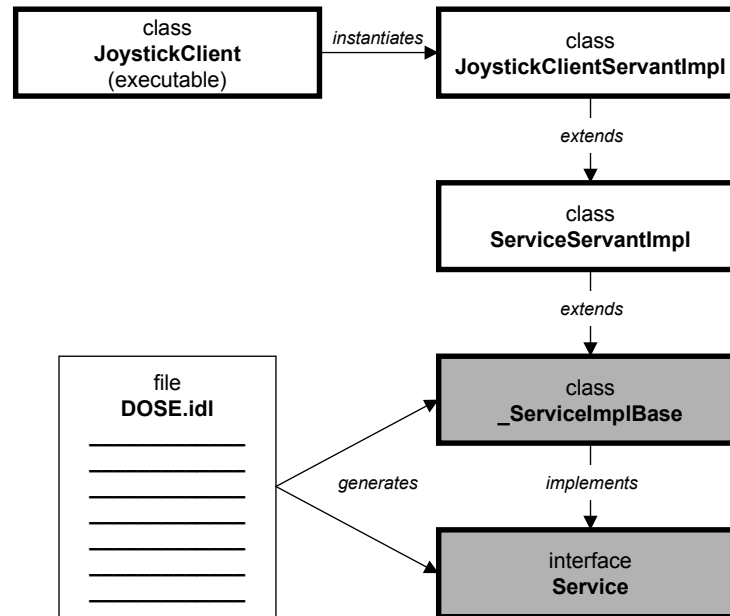 class
JoystickClient
(executable)
instantiates
class
JoystickClientServantImpl
extends
class
ServiceServantImpl
extends
file
DOSE.idl
class
_ServiceImplBase
generates
implements
interface
Service